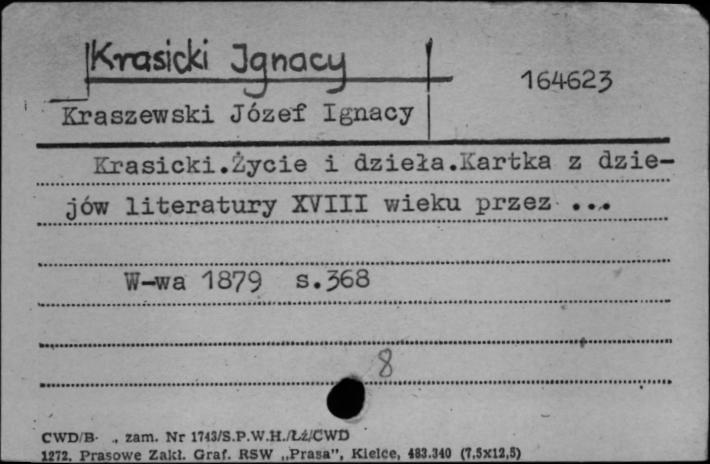 Krasicki Ignacy
164623
Kraszewski Józef Ignacy
Krasicki.Życie i dzieła.Kartka z dzie-
jów literatury XVIII wieku przez ...
W-wa 1879 s.368
8
CWD/B- ., zam. Nr 1743/S.P.W.H./Łź/CWD
1272. Prasowe Zakł. Graf. RSW „Prasa", Kielce, 483.340 (7,5x12,5)